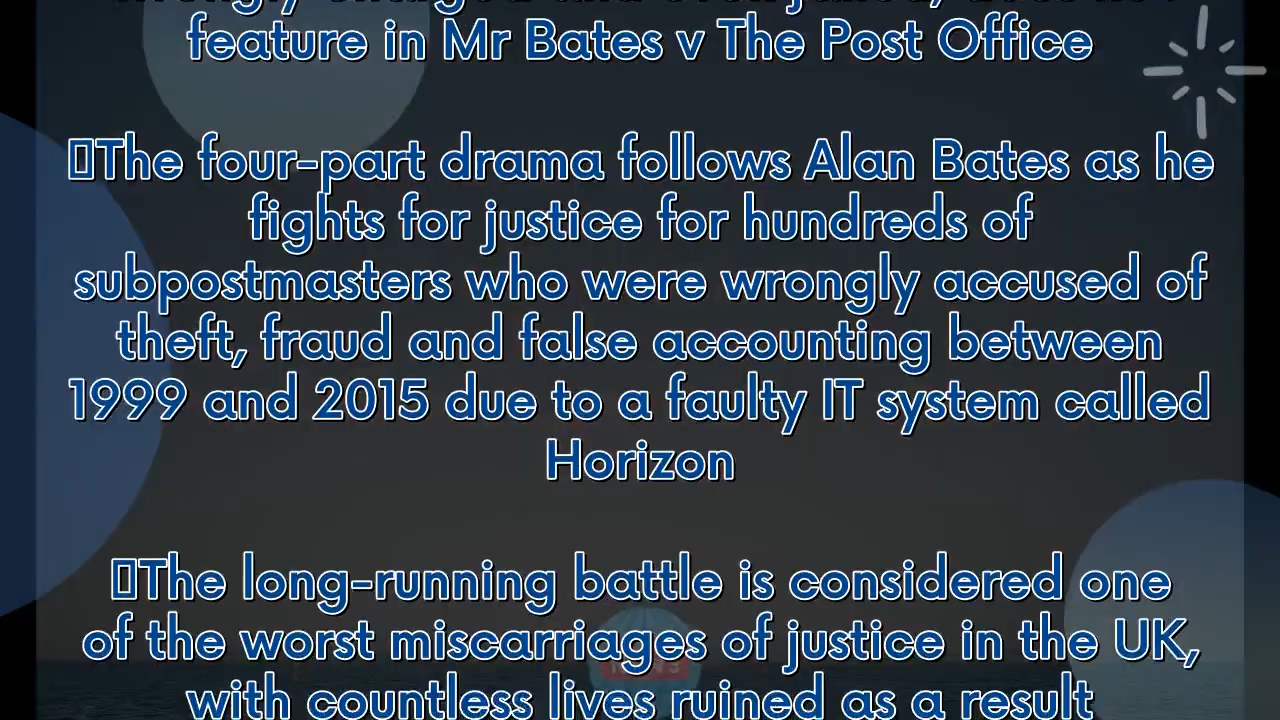 feature in Mr Bates v The Post Office
The four-part drama follows Alan Bates as he
fights for justice for hundreds of
subpostmasters who were wrongly accused of
theft, fraud and false accounting between
1999 and 2015 due to a faulty IT system called
Horizon
The long-running battle is considered one
of the worst miscarriages of justice in the UK,
with countless lives ruined as a result